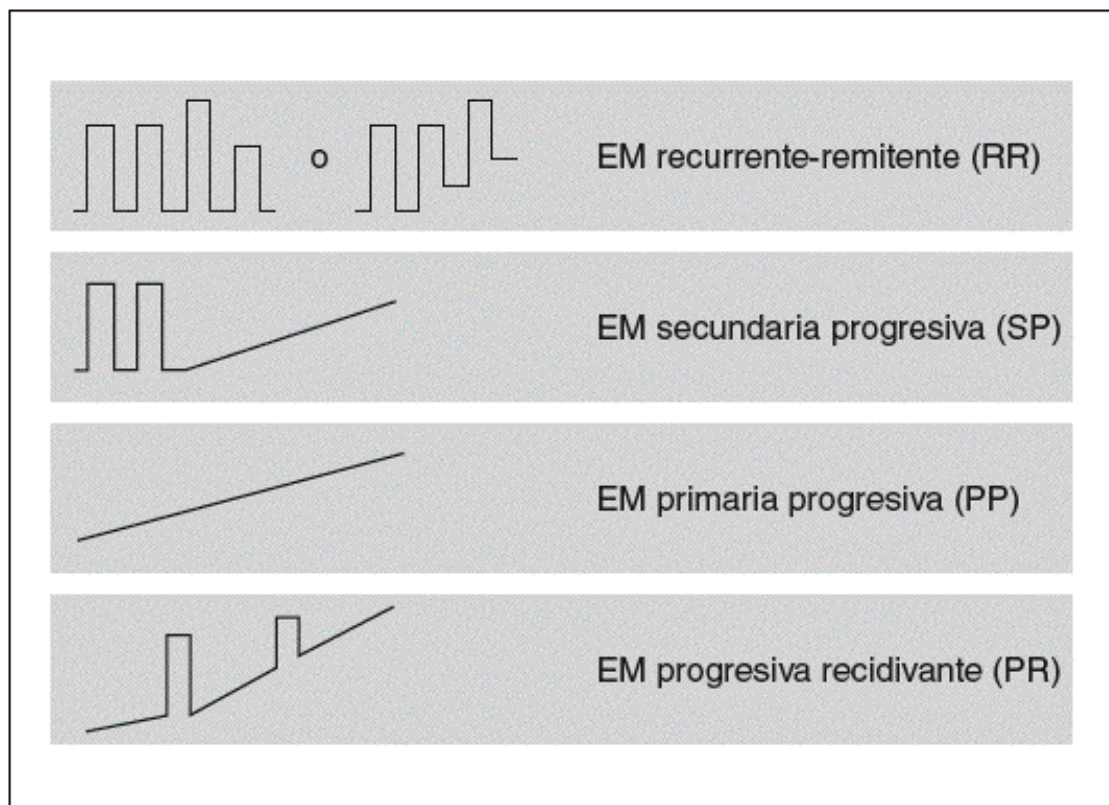 o EM recurrente-remitente (RR)
EM secundaria progresiva (SP)
EM primaria progresiva (PP)
EM progresiva recidivante (PR)